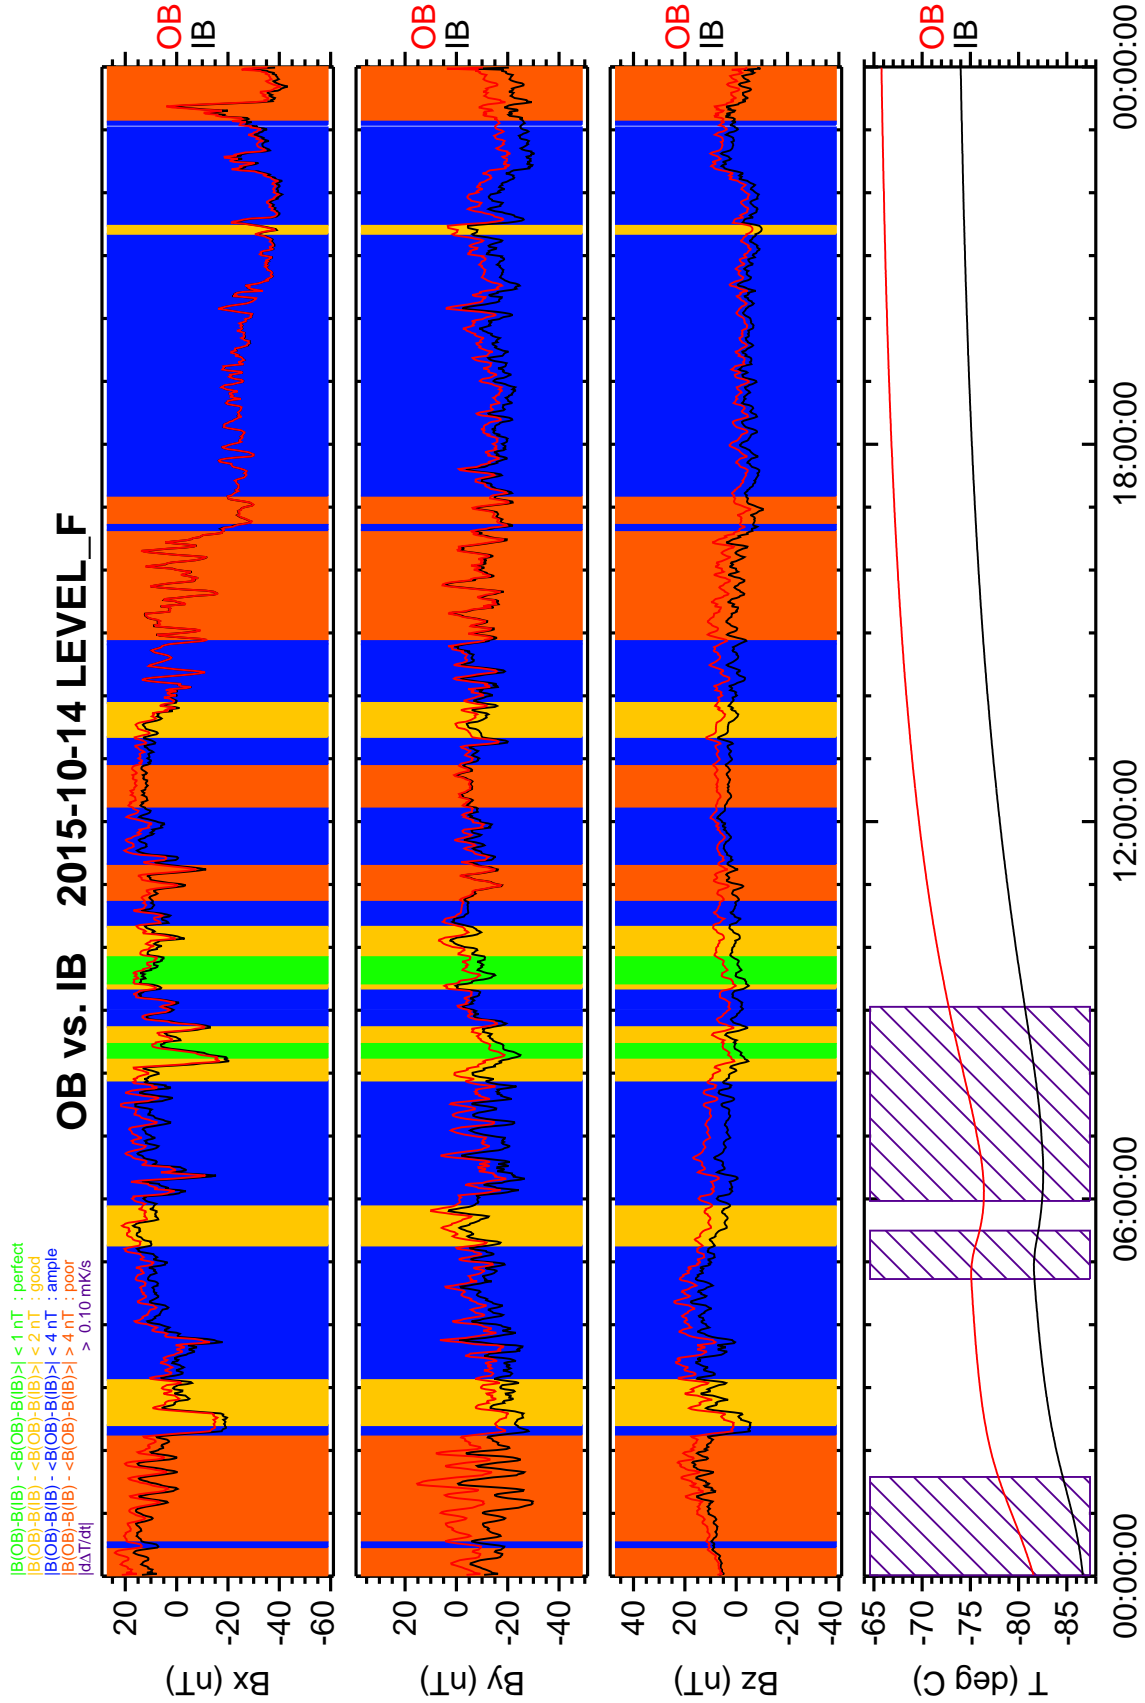 |B(OB)-B(IB) - <B(OB)-B(IB)>| < 1 nT : perfect
|B(OB)-B(IB) - <B(OB)-B(IB)>| < 2 nT : good
|B(OB)-B(IB) - <B(OB)-B(IB)>| < 4 nT : ample
|B(OB)-B(IB) - <B(OB)-B(IB)>| > 4 nT : poor
|dΔT/dt| > 0.10 mK/s
OB vs. IB 2015-10-14 LEVEL_F
Bx (nT)
20
0
-20
-40
-60
OB
IB
By (nT)
20
0
-20
-40
OB
IB
Bz (nT)
40
20
0
-20
-40
OB
IB
T (deg C)
-65
-70
-75
-80
-85
OB
IB
00:00:00
06:00:00
12:00:00
18:00:00
00:00:00